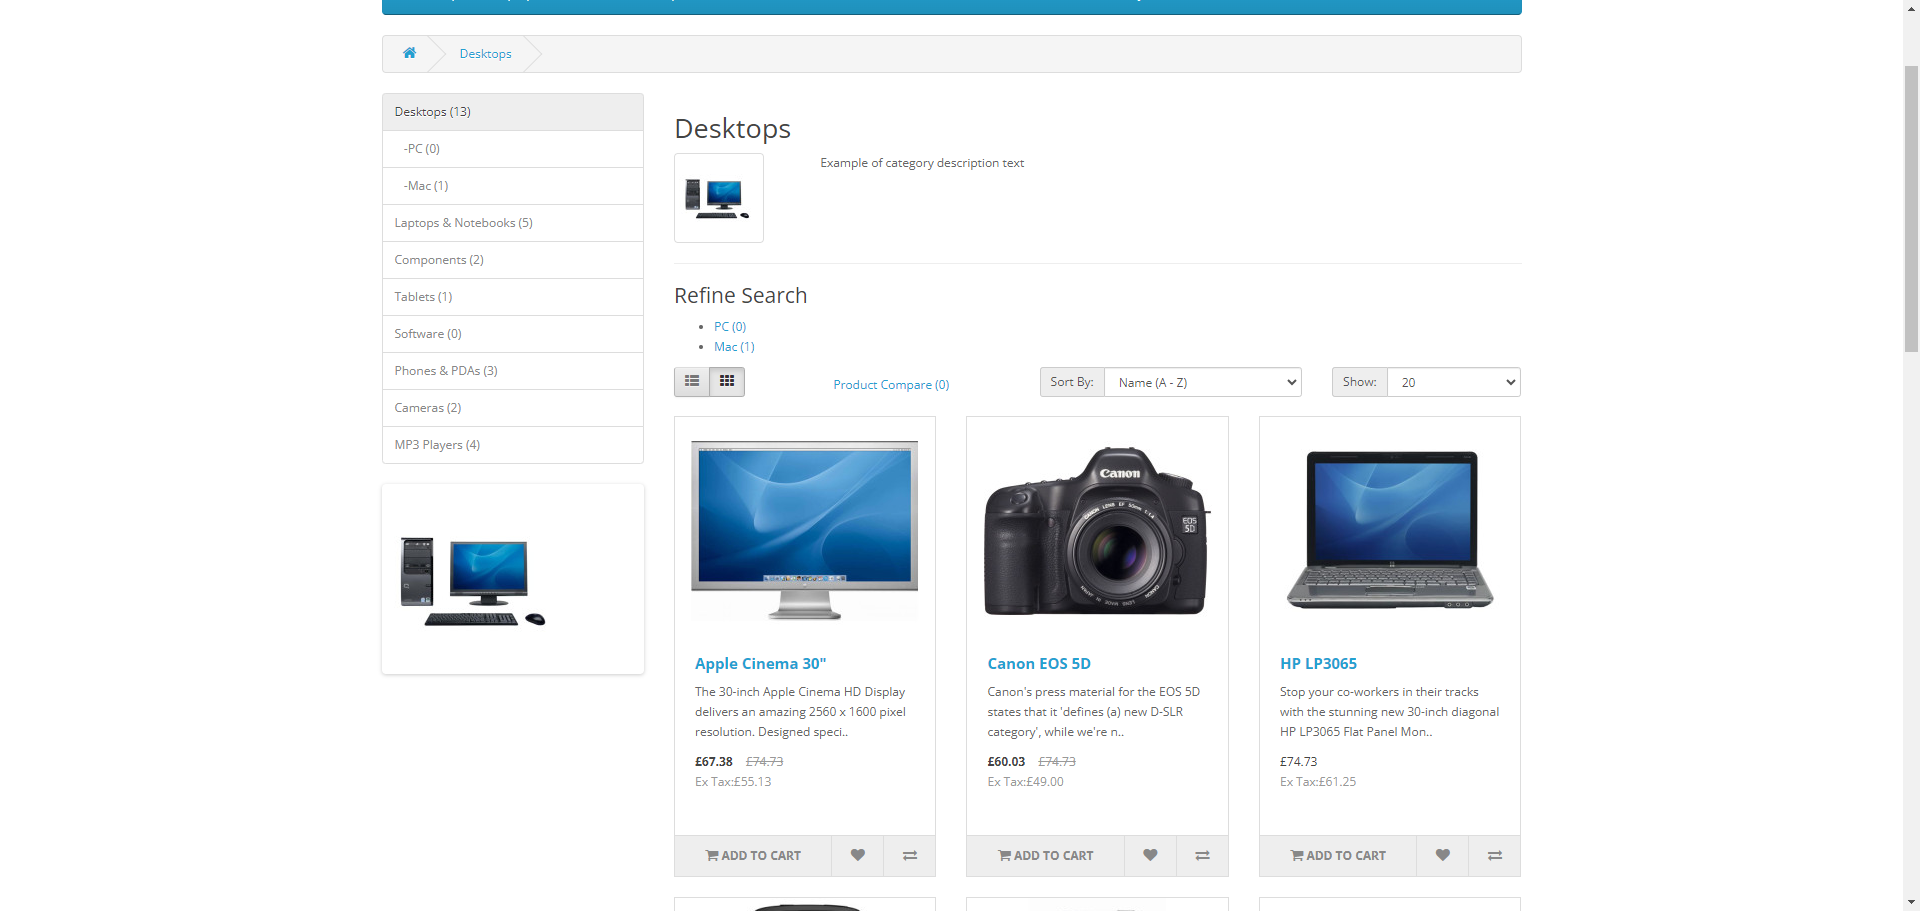 Desktops
Desktops (13)
-PC (0)
-Mac (1)
Laptops & Notebooks (5)
Components (2)
Tablets (1)
Software (0)
Phones & PDAs (3)
Cameras (2)
MP3 Players (4)
Desktops
Example of category description text
Refine Search
PC (0)
Mac (1)
Product Compare (0)
Sort By:
Name (A - Z)
Show:
20
Canon
CANON LENS EF 50mm 1:1.4
EOS
5D
Apple Cinema 30"
The 30-inch Apple Cinema HD Display
delivers an amazing 2560 x 1600 pixel
resolution. Designed speci..
£67.38 £74.73
Ex Tax:£55.13
ADD TO CART
Canon EOS 5D
Canon's press material for the EOS 5D
states that it 'defines (a) new D-SLR
category', while we're n..
£60.03 £74.73
Ex Tax:£49.00
ADD TO CART
HP LP3065
Stop your co-workers in their tracks
with the stunning new 30-inch diagonal
HP LP3065 Flat Panel Mon..
£74.73
Ex Tax:£61.25
ADD TO CART